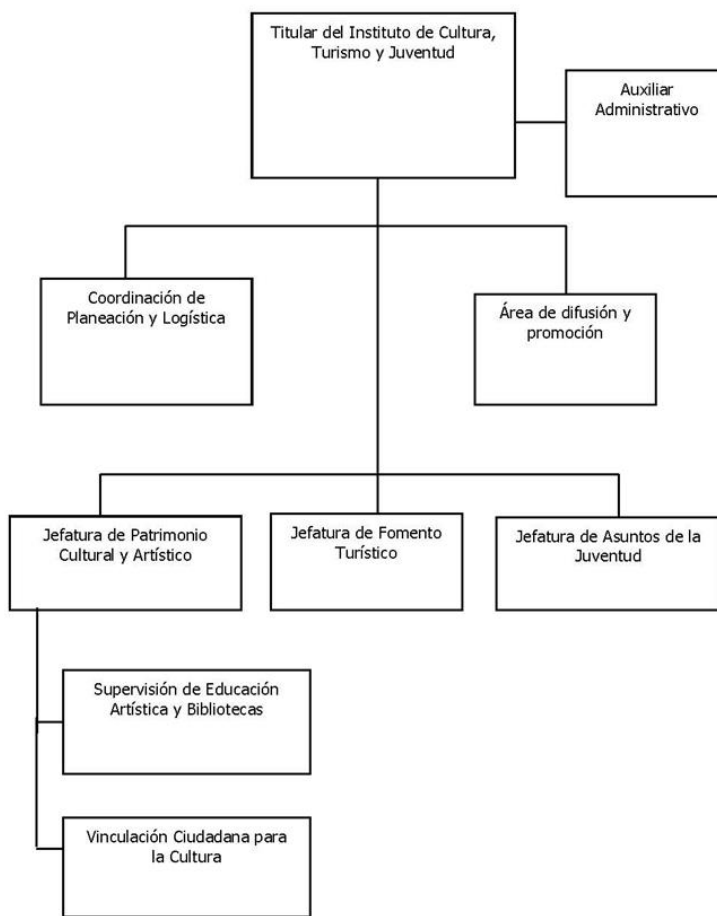 Titular del Instituto de Cultura,
Turismo y Juventud
Auxiliar
Administrativo
Coordinación de
Planeación y Logística
Área de difusión y
promoción
Jefatura de Patrimonio
Cultural y Artístico
Jefatura de Fomento
Turístico
Jefatura de Asuntos de la
Juventud
Supervisión de Educación
Artística y Bibliotecas
Vinculación Ciudadana para
la Cultura